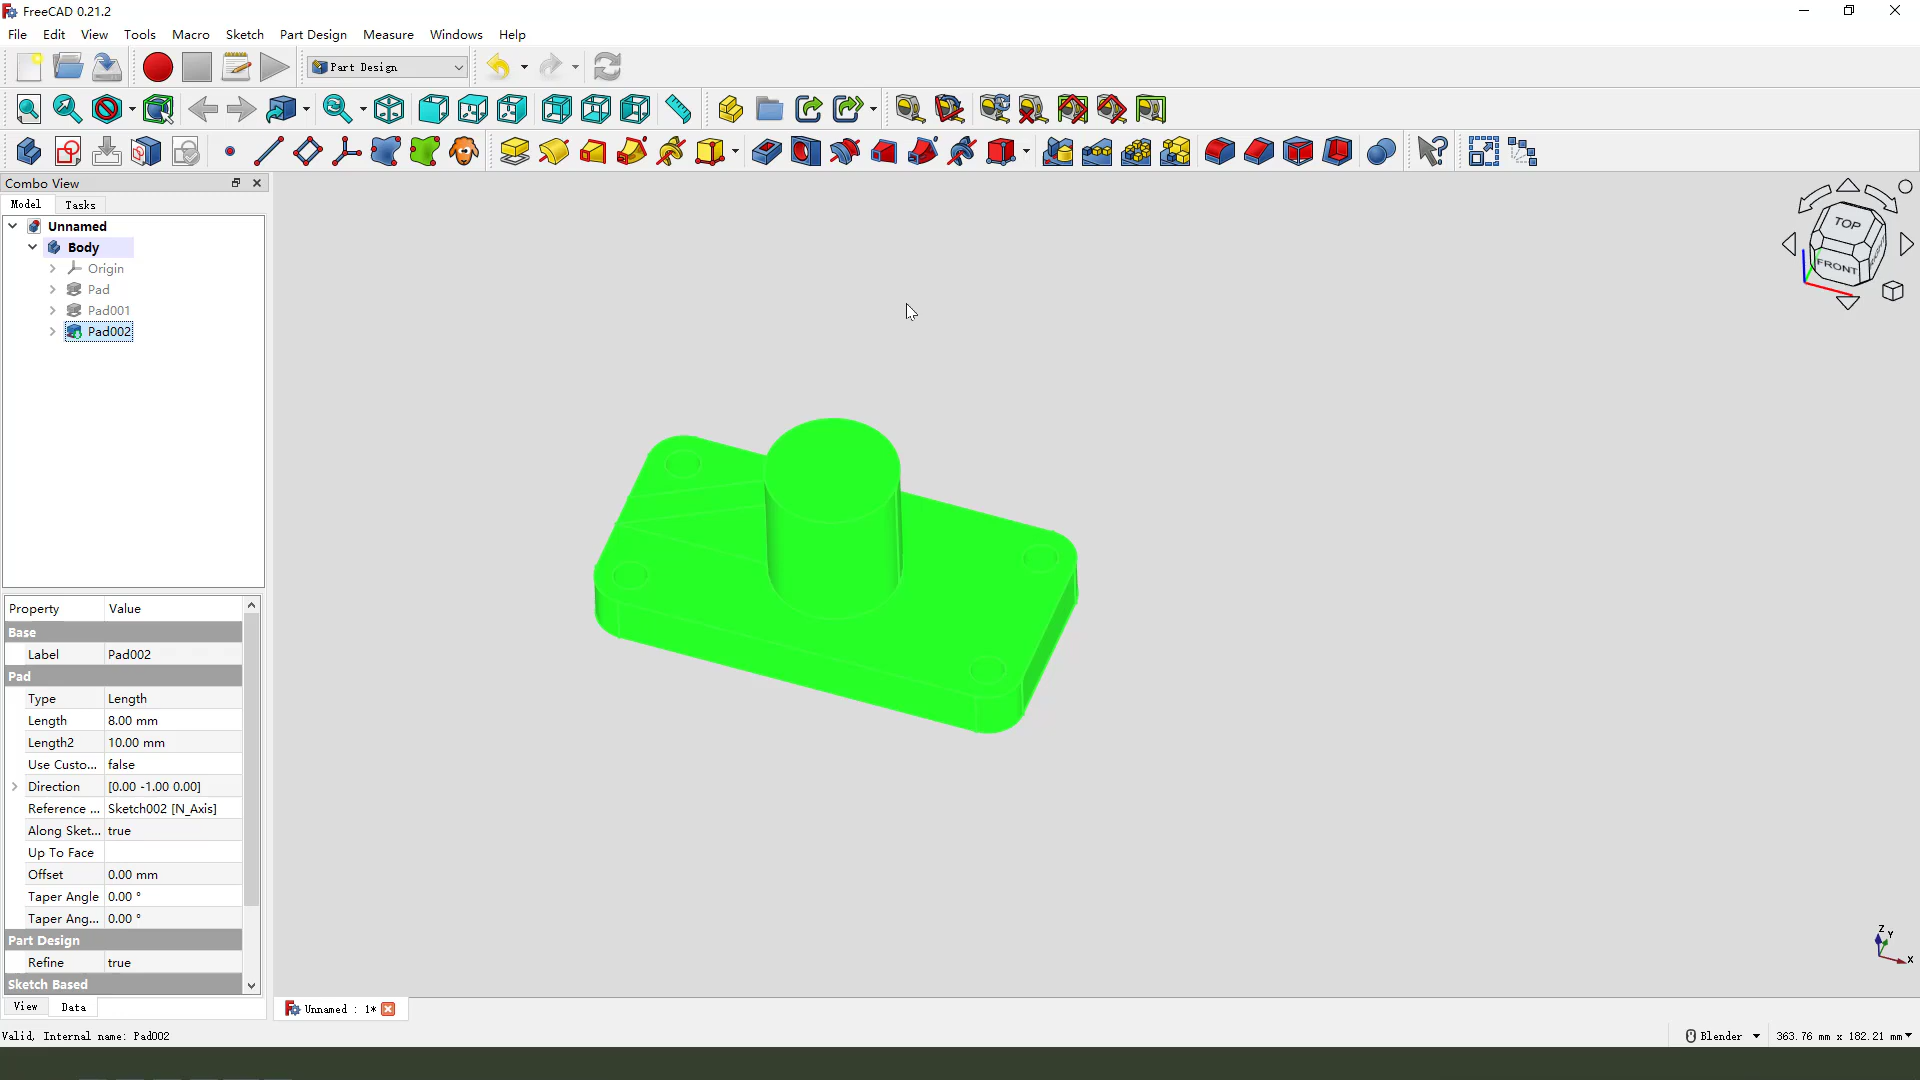 FreeCAD 0.21.2
File Edit View Tools Macro Sketch Part Design Measure Windows Help
Part Design
Combo View
Model Tasks
Unnamed
Body
Origin
Pad
Pad001
Pad002
TOP
FRONT
Property Value
Base
Label Pad002
Pad
Type Length
Length 8.00 mm
Length2 10.00 mm
Use Custo... false
Direction [0.00 -1.00 0.00]
Reference ... Sketch002 [N_Axis]
Along Sket... true
Up To Face
Offset 0.00 mm
Taper Angle 0.00 °
Taper Ang... 0.00 °
Part Design
Refine true
Sketch Based
View Data
Z
Y
X
Unnamed : 1*
Valid, Internal name: Pad002
Blender 363.76 mm x 182.21 mm